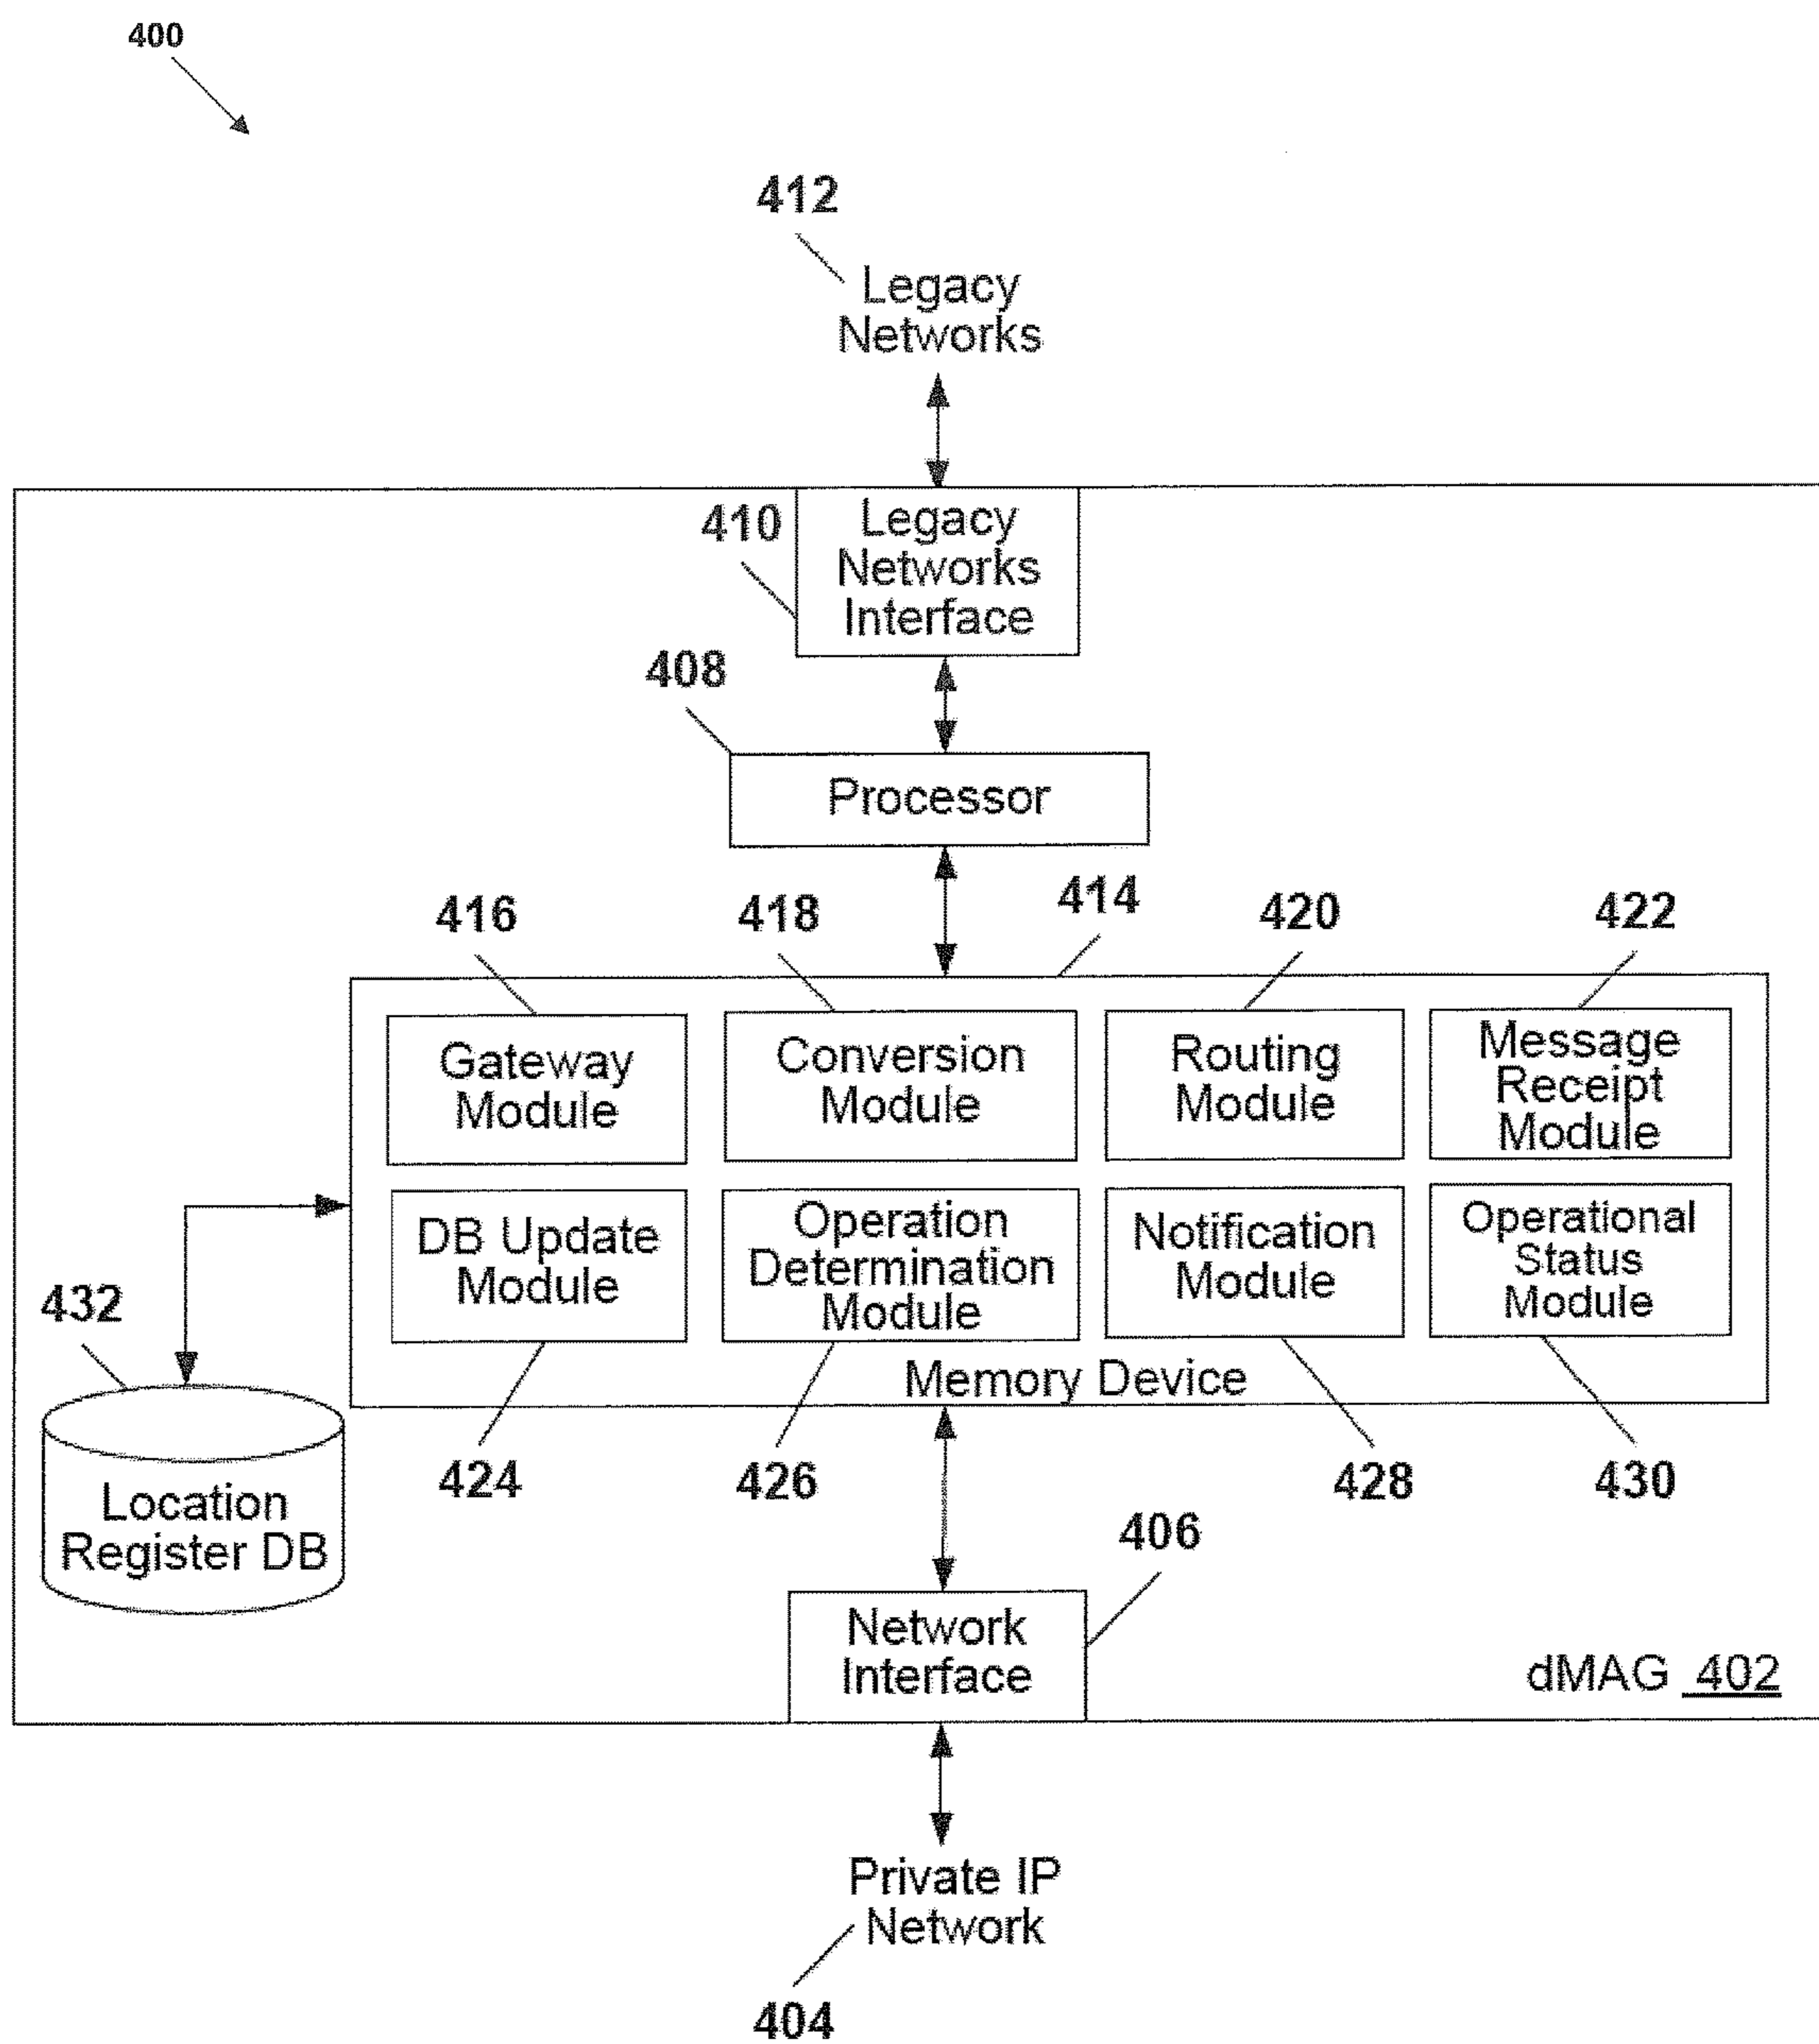 400
412
Legacy
Networks
410
Legacy
Networks
Interface
408
Processor
414
416
418
420
422
Gateway
Module
Conversion
Module
Routing
Module
Message
Receipt
Module
DB Update
Module
Operation
Determination
Module
Notification
Module
Operational
Status
Module
Memory Device
432
Location
Register DB
424
426
428
430
406
Network
Interface
dMAG 402
Private IP
Network
404